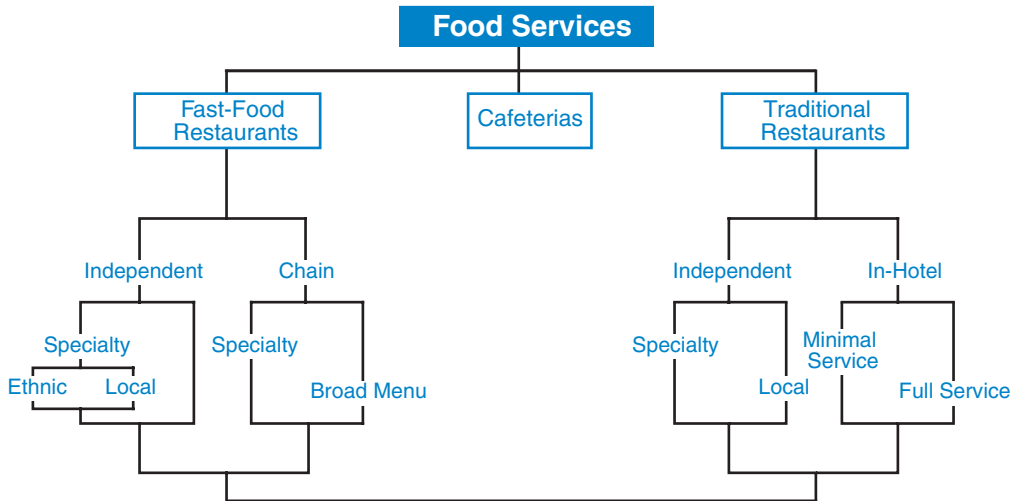 Food Services
Fast-Food
Restaurants
Cafeterias
Traditional
Restaurants
Independent
Chain
Independent
In-Hotel
Specialty
Specialty
Specialty
Minimal
Service
Ethnic
Local
Broad Menu
Local
Full Service